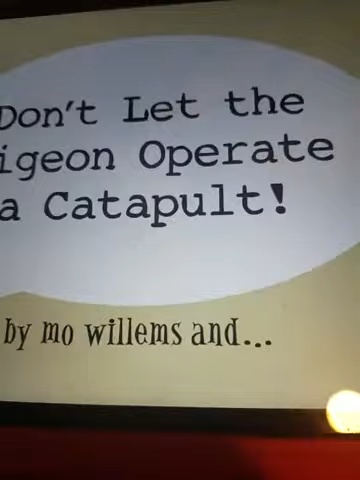 Don't Let the
igeon Operate
a Catapult!
by mo willems and...